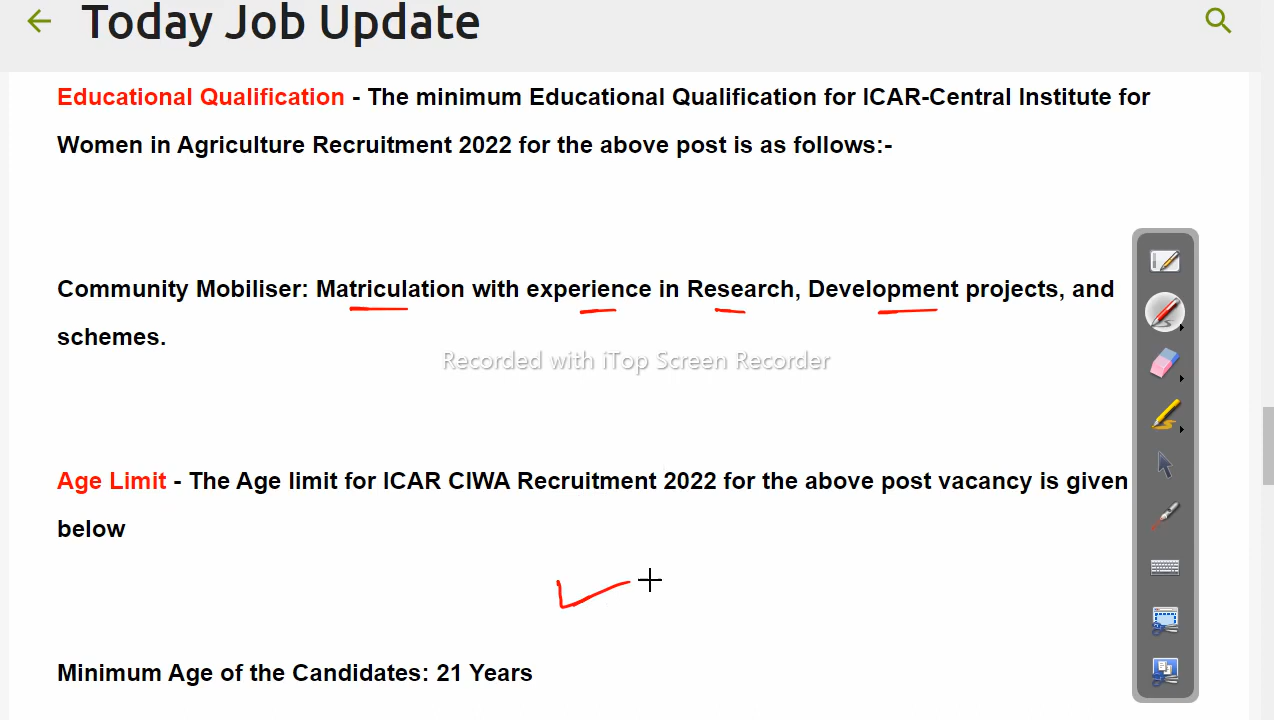 Today Job Update
Educational Qualification - The minimum Educational Qualification for ICAR-Central Institute for
Women in Agriculture Recruitment 2022 for the above post is as follows:-
Community Mobiliser: Matriculation with experience in Research, Development projects, and
schemes.
Recorded with iTop Screen Recorder
Age Limit - The Age limit for ICAR CIWA Recruitment 2022 for the above post vacancy is given
below
Minimum Age of the Candidates: 21 Years